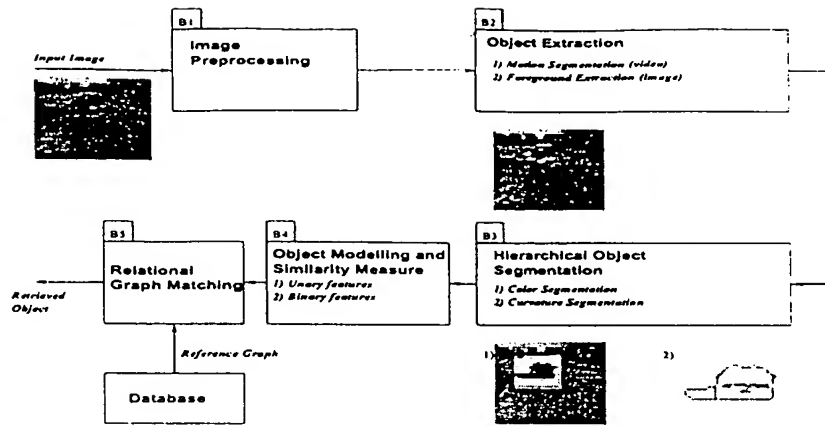 B1
Image
Preprocessing
Input Image
B2
Object Extraction
1) Motion Segmentation (video)
2) Foreground Extraction (image)
B5
Relational
Graph Matching
Retrieved
Object
B4
Object Modelling and
Similarity Measure
1) Unary features
2) Binary features
B3
Hierarchical Object
Segmentation
1) Color Segmentation
2) Curvature Segmentation
Reference Graph
Database
1)
2)